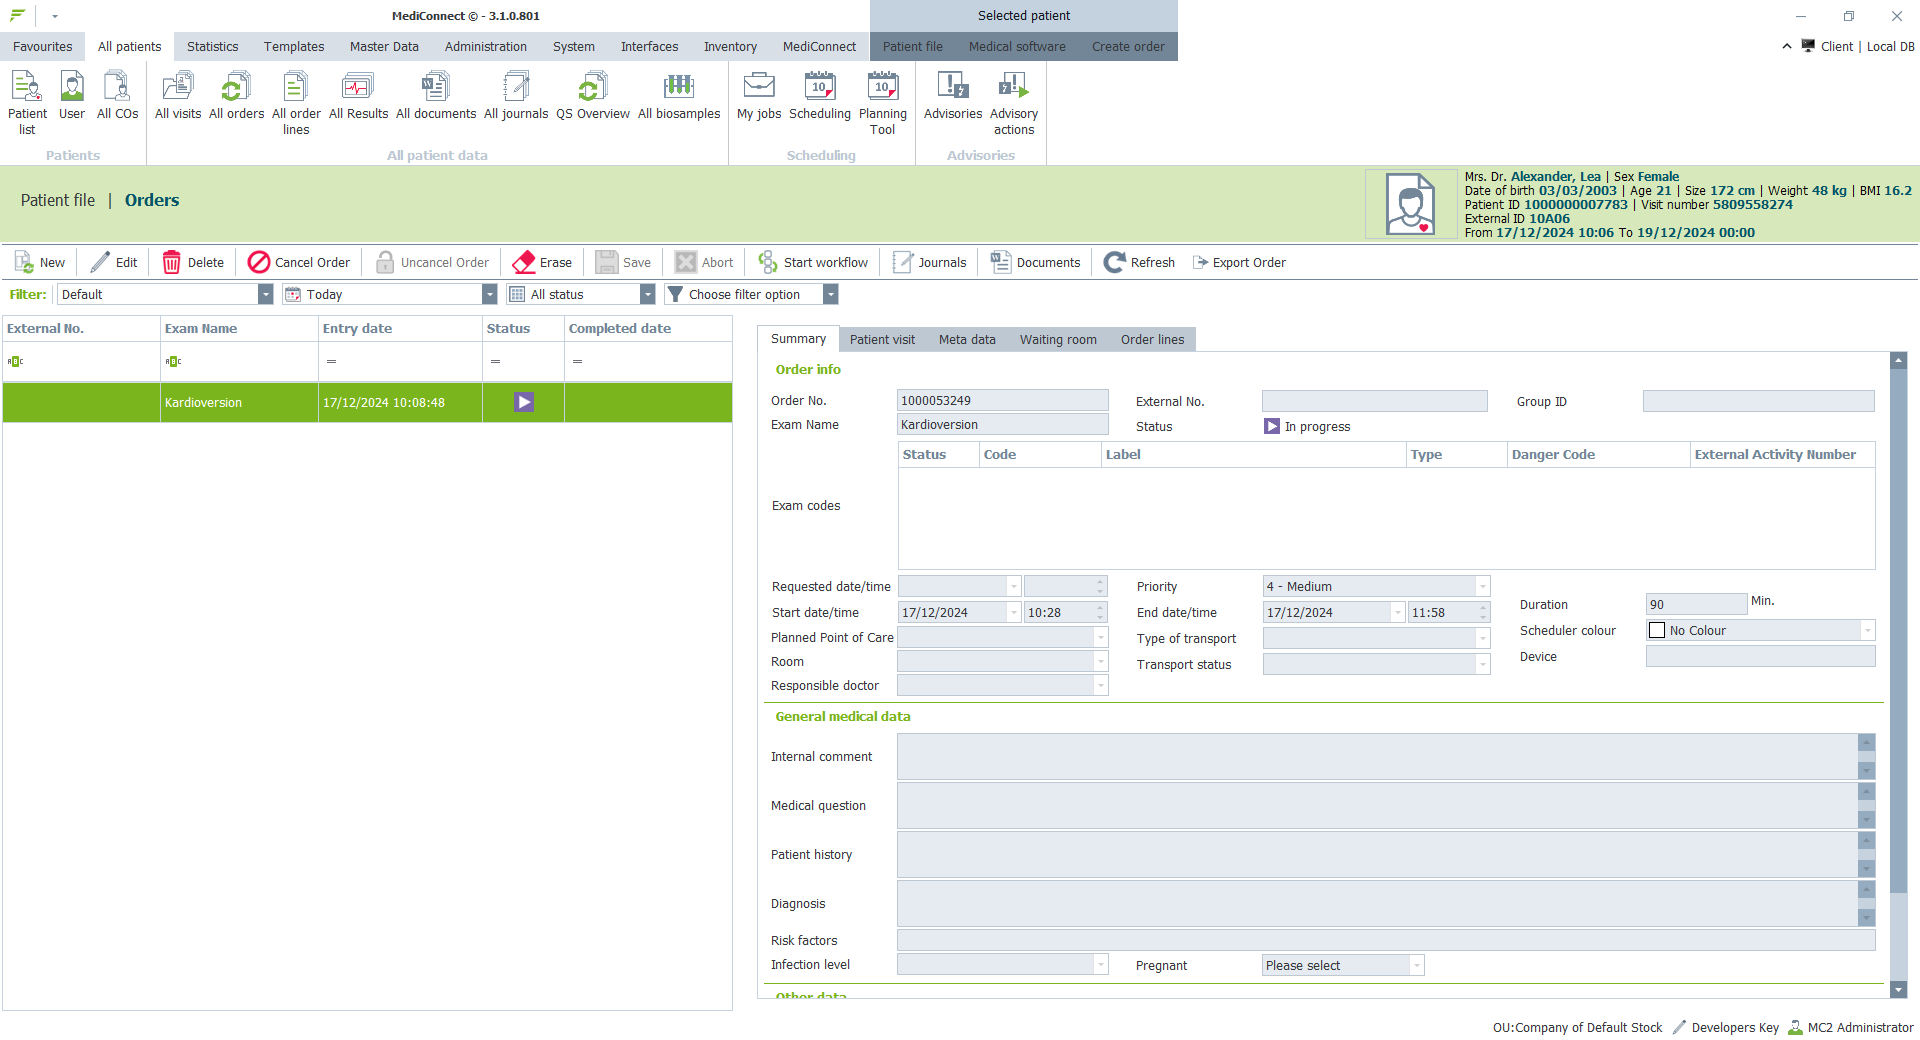 MediConnect © - 3.1.0.801
Selected patient
Favourites All patients Statistics Templates Master Data Administration System Interfaces Inventory MediConnect Patient file Medical software Create order
Client | Local DB
Patient list User All COs All visits All orders All order lines All Results All documents All journals QS Overview All biosamples My jobs Scheduling Planning Tool Advisories Advisory actions
Patients All patient data Scheduling Advisories
Patient file | Orders
Mrs. Dr. Alexander, Lea | Sex Female
Date of birth 03/03/2003 | Age 21 | Size 172 cm | Weight 48 kg | BMI 16.2
Patient ID 1000000007783 | Visit number 5809558274
External ID 10A06
From 17/12/2024 10:06 To 19/12/2024 00:00
New Edit Delete Cancel Order Uncancel Order Erase Save Abort Start workflow Journals Documents Refresh Export Order
Filter: Default Today All status Choose filter option
External No. Exam Name Entry date Status Completed date
ABC ABC = = =
Kardioversion 17/12/2024 10:08:48
Summary Patient visit Meta data Waiting room Order lines
Order info
Order No. 1000053249 External No. Group ID
Exam Name Kardioversion Status In progress
Status Code Label Type Danger Code External Activity Number
Exam codes
Requested date/time Priority 4 - Medium
Start date/time 17/12/2024 10:28 End date/time 17/12/2024 11:58 Duration 90 Min.
Planned Point of Care Type of transport Scheduler colour No Colour
Room Transport status Device
Responsible doctor
General medical data
Internal comment
Medical question
Patient history
Diagnosis
Risk factors
Infection level Pregnant Please select
Other data
OU:Company of Default Stock Developers Key MC2 Administrator